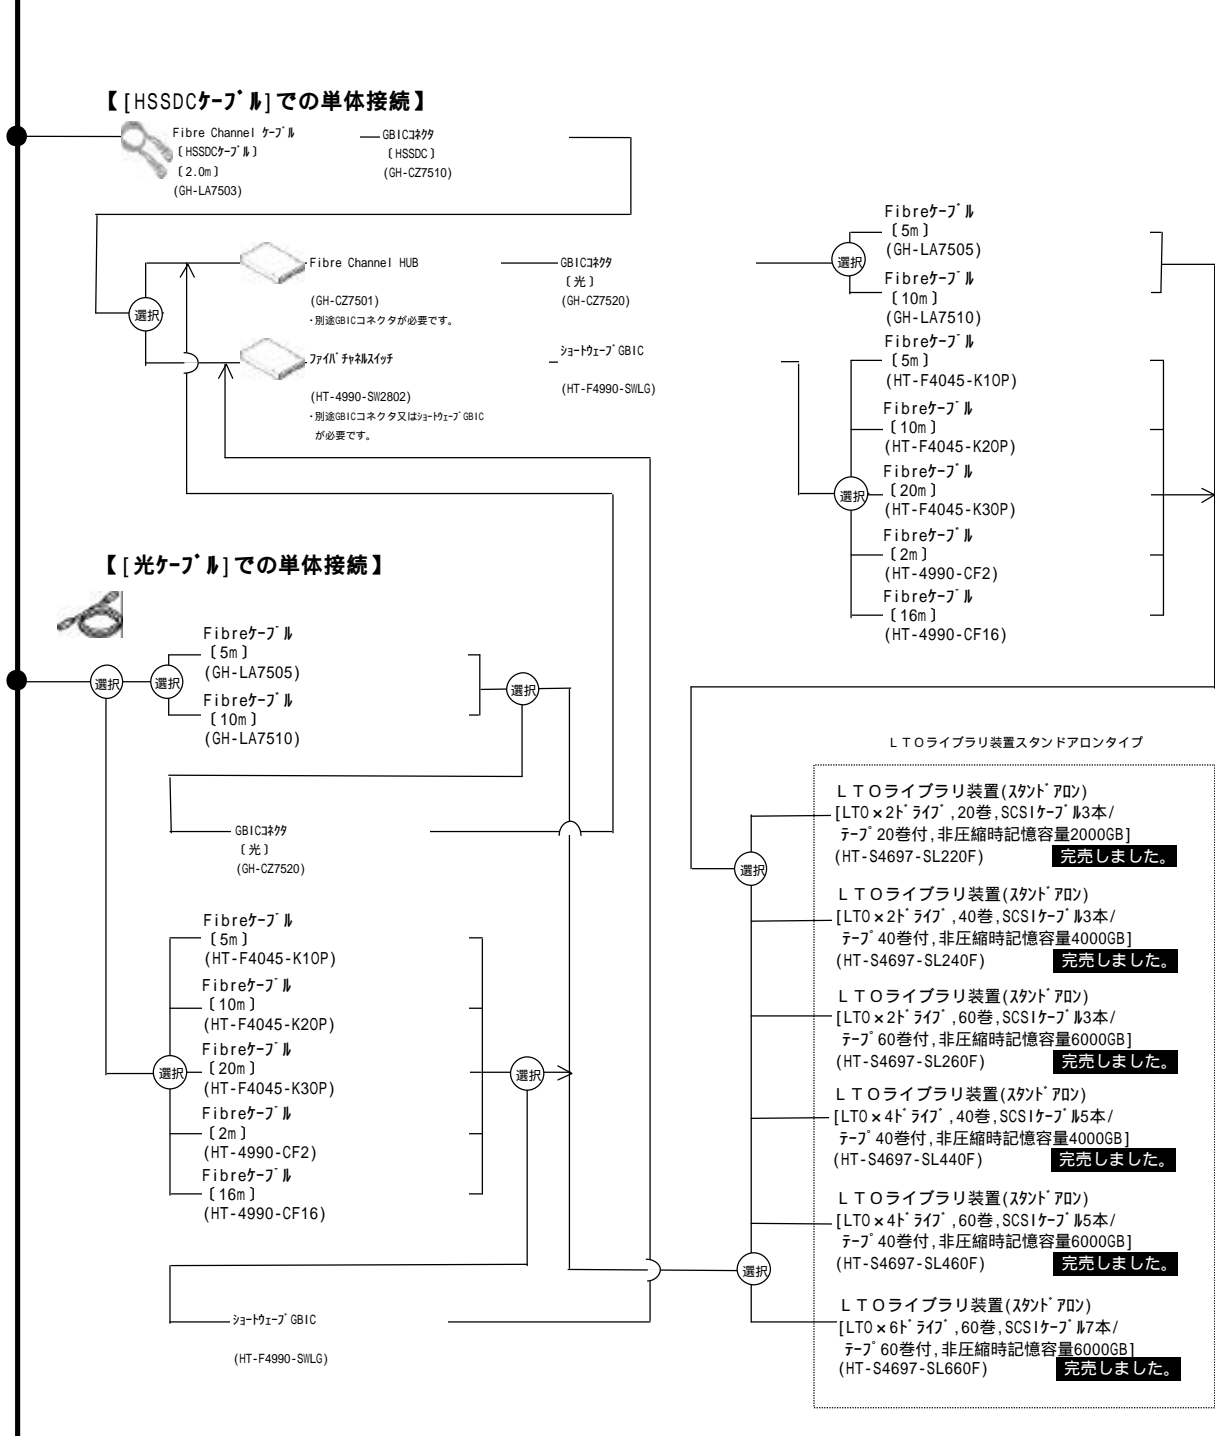 【[HSSDCｹｰﾌﾞﾙ]での単体接続】
Fibre Channel ｹｰﾌﾞﾙ
〔HSSDCｹｰﾌﾞﾙ〕
〔2.0m〕
(GH-LA7503)
GBICｺﾈｸﾀ
〔HSSDC〕
(GH-CZ7510)
選択
Fibre Channel HUB
(GH-CZ7501)
・別途GBICコネクタが必要です。
GBICｺﾈｸﾀ
〔光〕
(GH-CZ7520)
ﾌｧｲﾊﾞﾁｬﾈﾙｽｲｯﾁ
(HT-4990-SW2802)
・別途GBICコネクタ又はｼｮｰﾄｳｪｰﾌﾞGBIC
が必要です。
ｼｮｰﾄｳｪｰﾌﾞGBIC
(HT-F4990-SWLG)
選択
Fibreｹｰﾌﾞﾙ
〔5m〕
(GH-LA7505)
Fibreｹｰﾌﾞﾙ
〔10m〕
(GH-LA7510)
選択
Fibreｹｰﾌﾞﾙ
〔5m〕
(HT-F4045-K10P)
Fibreｹｰﾌﾞﾙ
〔10m〕
(HT-F4045-K20P)
Fibreｹｰﾌﾞﾙ
〔20m〕
(HT-F4045-K30P)
Fibreｹｰﾌﾞﾙ
〔2m〕
(HT-4990-CF2)
Fibreｹｰﾌﾞﾙ
〔16m〕
(HT-4990-CF16)
【[光ｹｰﾌﾞﾙ]での単体接続】
選択
選択
Fibreｹｰﾌﾞﾙ
〔5m〕
(GH-LA7505)
Fibreｹｰﾌﾞﾙ
〔10m〕
(GH-LA7510)
選択
GBICｺﾈｸﾀ
〔光〕
(GH-CZ7520)
選択
Fibreｹｰﾌﾞﾙ
〔5m〕
(HT-F4045-K10P)
Fibreｹｰﾌﾞﾙ
〔10m〕
(HT-F4045-K20P)
Fibreｹｰﾌﾞﾙ
〔20m〕
(HT-F4045-K30P)
Fibreｹｰﾌﾞﾙ
〔2m〕
(HT-4990-CF2)
Fibreｹｰﾌﾞﾙ
〔16m〕
(HT-4990-CF16)
選択
ｼｮｰﾄｳｪｰﾌﾞGBIC
(HT-F4990-SWLG)
ＬＴＯライブラリ装置スタンドアロンタイプ
選択
ＬＴＯライブラリ装置(ｽﾀﾝﾄﾞｱﾛﾝ)
[LTO×2ﾄﾞﾗｲﾌﾞ,20巻,SCSIｹｰﾌﾞﾙ3本/
ﾃｰﾌﾟ20巻付,非圧縮時記憶容量2000GB]
(HT-S4697-SL220F) 完売しました。
ＬＴＯライブラリ装置(ｽﾀﾝﾄﾞｱﾛﾝ)
[LTO×2ﾄﾞﾗｲﾌﾞ,40巻,SCSIｹｰﾌﾞﾙ3本/
ﾃｰﾌﾟ40巻付,非圧縮時記憶容量4000GB]
(HT-S4697-SL240F) 完売しました。
ＬＴＯライブラリ装置(ｽﾀﾝﾄﾞｱﾛﾝ)
[LTO×2ﾄﾞﾗｲﾌﾞ,60巻,SCSIｹｰﾌﾞﾙ3本/
ﾃｰﾌﾟ60巻付,非圧縮時記憶容量6000GB]
(HT-S4697-SL260F) 完売しました。
ＬＴＯライブラリ装置(ｽﾀﾝﾄﾞｱﾛﾝ)
[LTO×4ﾄﾞﾗｲﾌﾞ,40巻,SCSIｹｰﾌﾞﾙ5本/
ﾃｰﾌﾟ40巻付,非圧縮時記憶容量4000GB]
(HT-S4697-SL440F) 完売しました。
ＬＴＯライブラリ装置(ｽﾀﾝﾄﾞｱﾛﾝ)
[LTO×4ﾄﾞﾗｲﾌﾞ,60巻,SCSIｹｰﾌﾞﾙ5本/
ﾃｰﾌﾟ40巻付,非圧縮時記憶容量6000GB]
(HT-S4697-SL460F) 完売しました。
選択
ＬＴＯライブラリ装置(ｽﾀﾝﾄﾞｱﾛﾝ)
[LTO×6ﾄﾞﾗｲﾌﾞ,60巻,SCSIｹｰﾌﾞﾙ7本/
ﾃｰﾌﾟ60巻付,非圧縮時記憶容量6000GB]
(HT-S4697-SL660F) 完売しました。